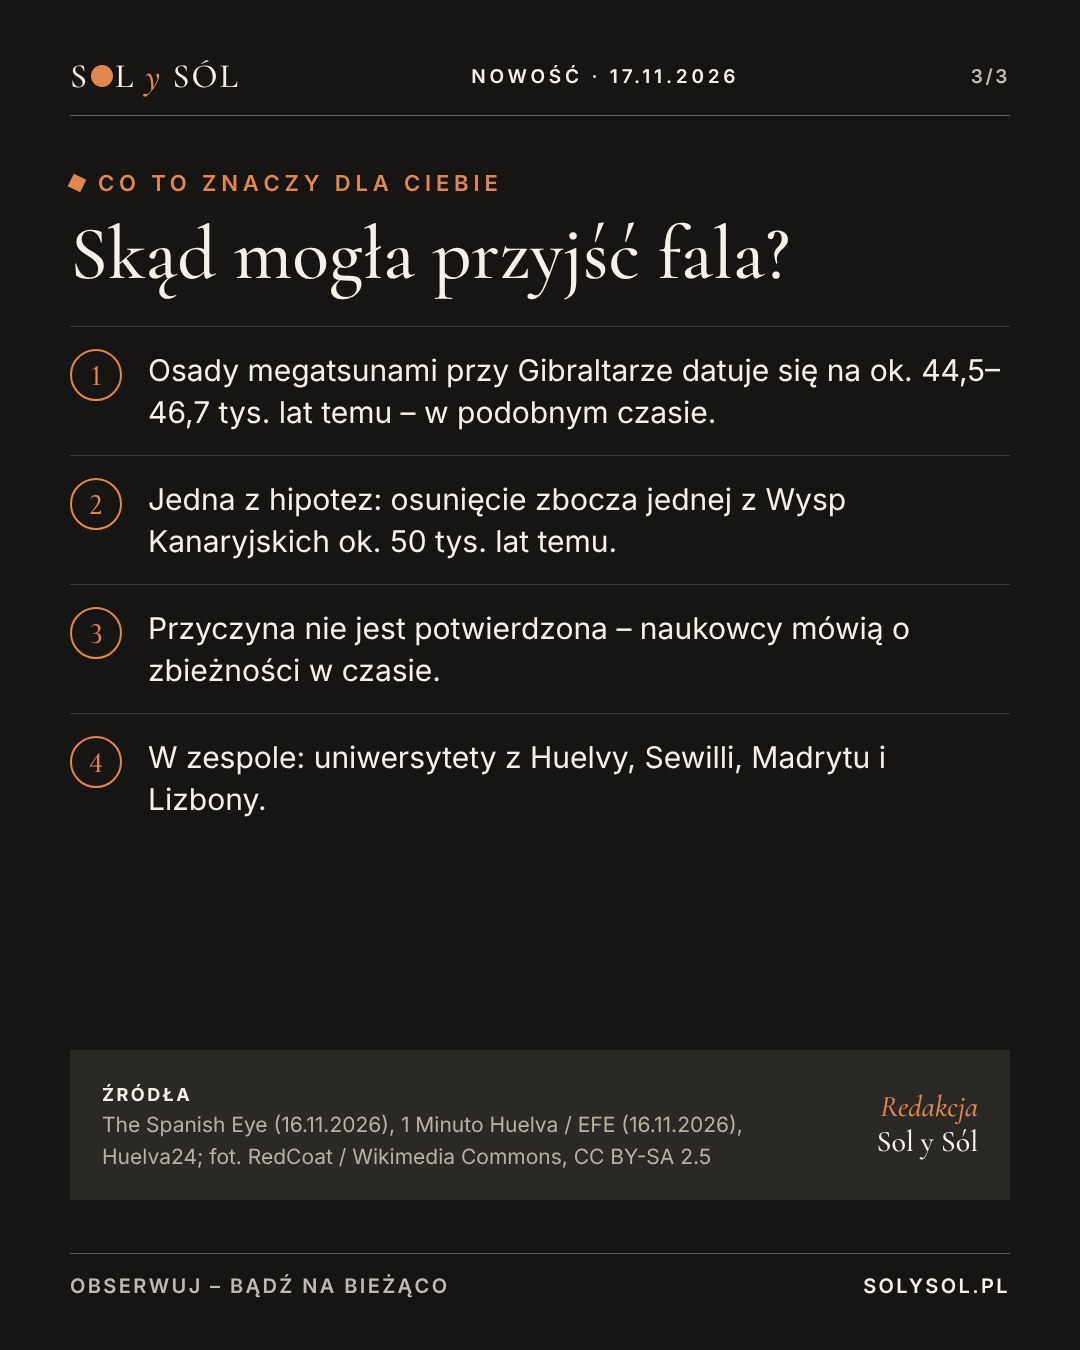 SOL y SÓL
NOWOŚĆ · 17.11.2026
3/3
CO TO ZNACZY DLA CIEBIE
Skąd mogła przyjść fala?
1
Osady megatsunami przy Gibraltarze datuje się na ok. 44,5–
46,7 tys. lat temu – w podobnym czasie.
2
Jedna z hipotez: osunięcie zbocza jednej z Wysp
Kanaryjskich ok. 50 tys. lat temu.
3
Przyczyna nie jest potwierdzona – naukowcy mówią o
zbieżności w czasie.
4
W zespole: uniwersytety z Huelvy, Sewilli, Madrytu i
Lizbony.
ŹRÓDŁA
The Spanish Eye (16.11.2026), 1 Minuto Huelva / EFE (16.11.2026),
Huelva24; fot. RedCoat / Wikimedia Commons, CC BY-SA 2.5
Redakcja
Sol y Sól
OBSERWUJ – BĄDŹ NA BIEŻĄCO
SOLYSOL.PL